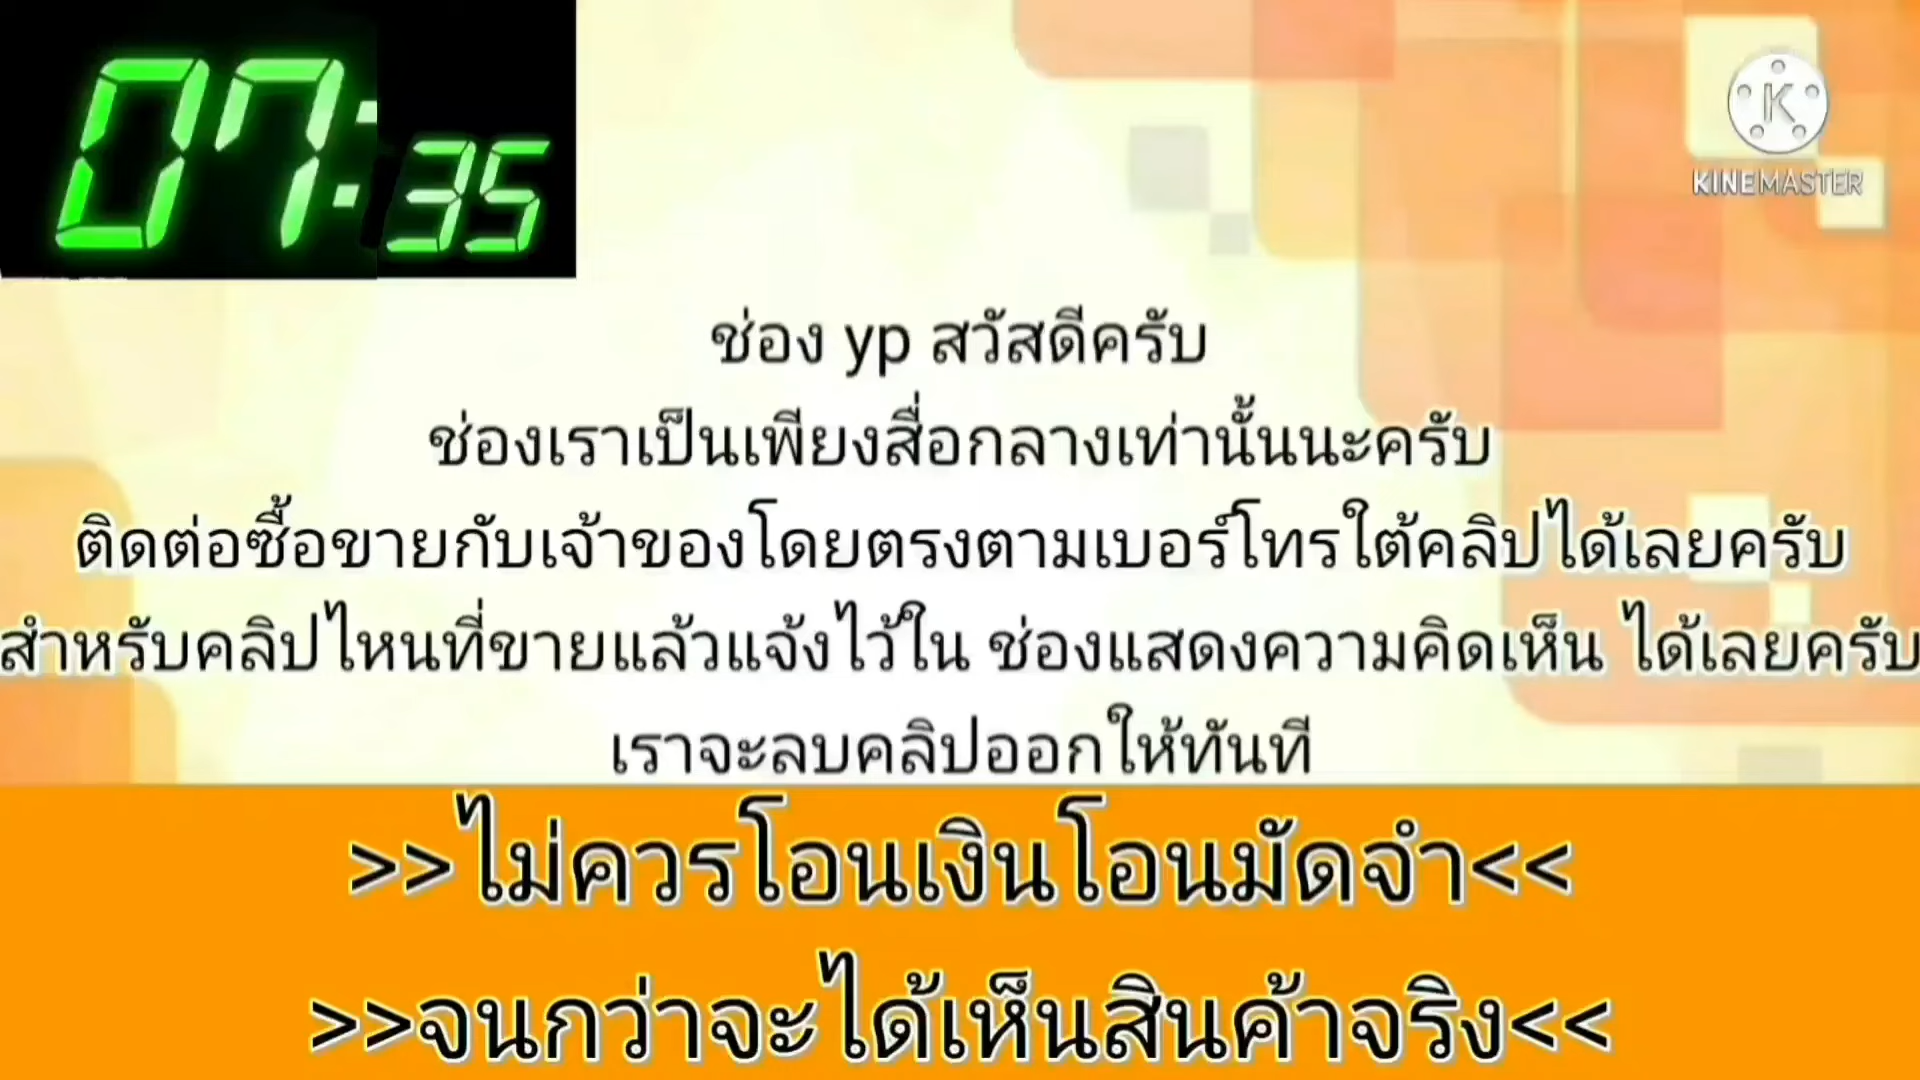 07:35
KINEMASTER
ช่อง yp สวัสดีครับ
ช่องเราเป็นเพียงสื่อกลางเท่านั้นนะครับ
ติดต่อซื้อขายกับเจ้าของโดยตรงตามเบอร์โทรใต้คลิปได้เลยครับ
สำหรับคลิปไหนที่ขายแล้วแจ้งไว้ใน ช่องแสดงความคิดเห็น ได้เลยครับ
เราจะลบคลิปออกให้ทันที
>>ไม่ควรโอนเงินโอนมัดจำ<<
>>จนกว่าจะได้เห็นสินค้าจริง<<